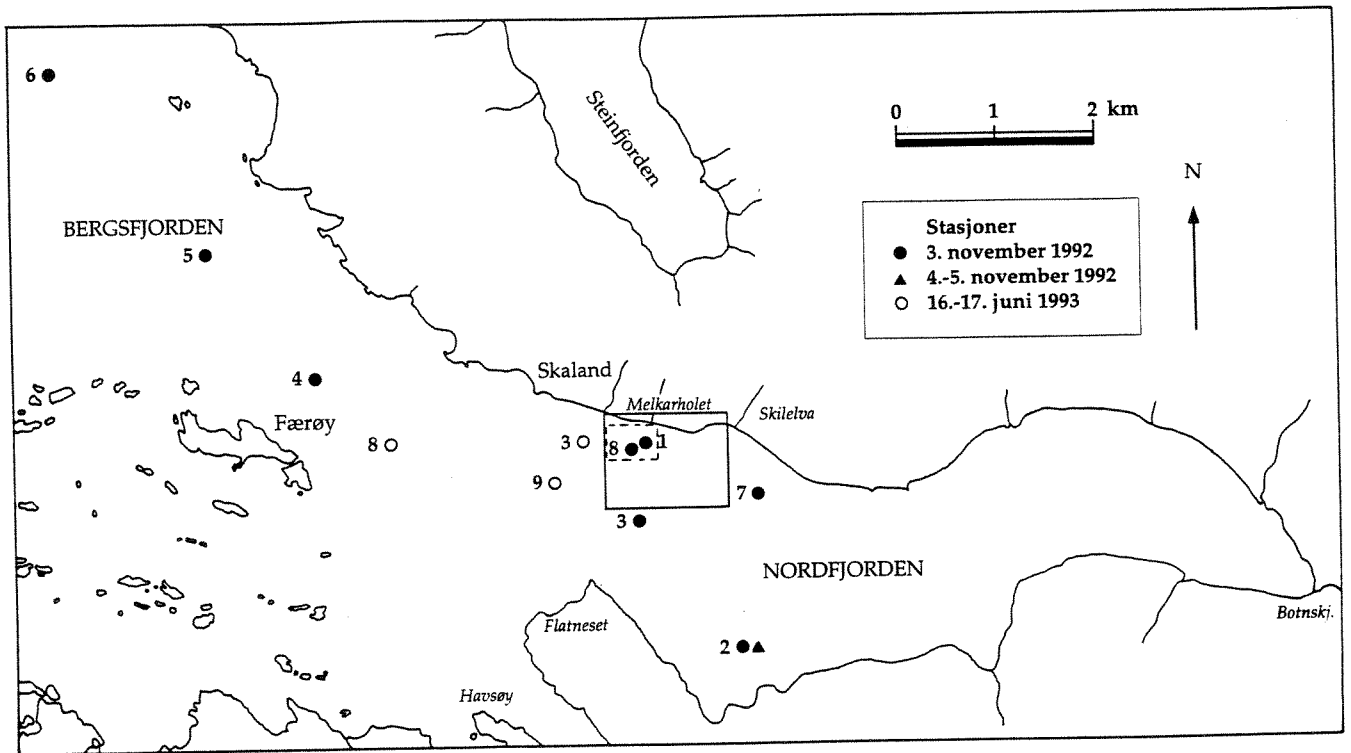 6
Steinfjorden
0 1 2 km
N
BERGSFJORDEN
5
Stasjoner
3. november 1992
4.-5. november 1992
16.-17. juni 1993
4
Færøy
Skaland
Melkarholet
Skilelva
8
3
8
1
9
7
3
NORDFJORDEN
Flatneset
Botnskj.
2
Havsøy